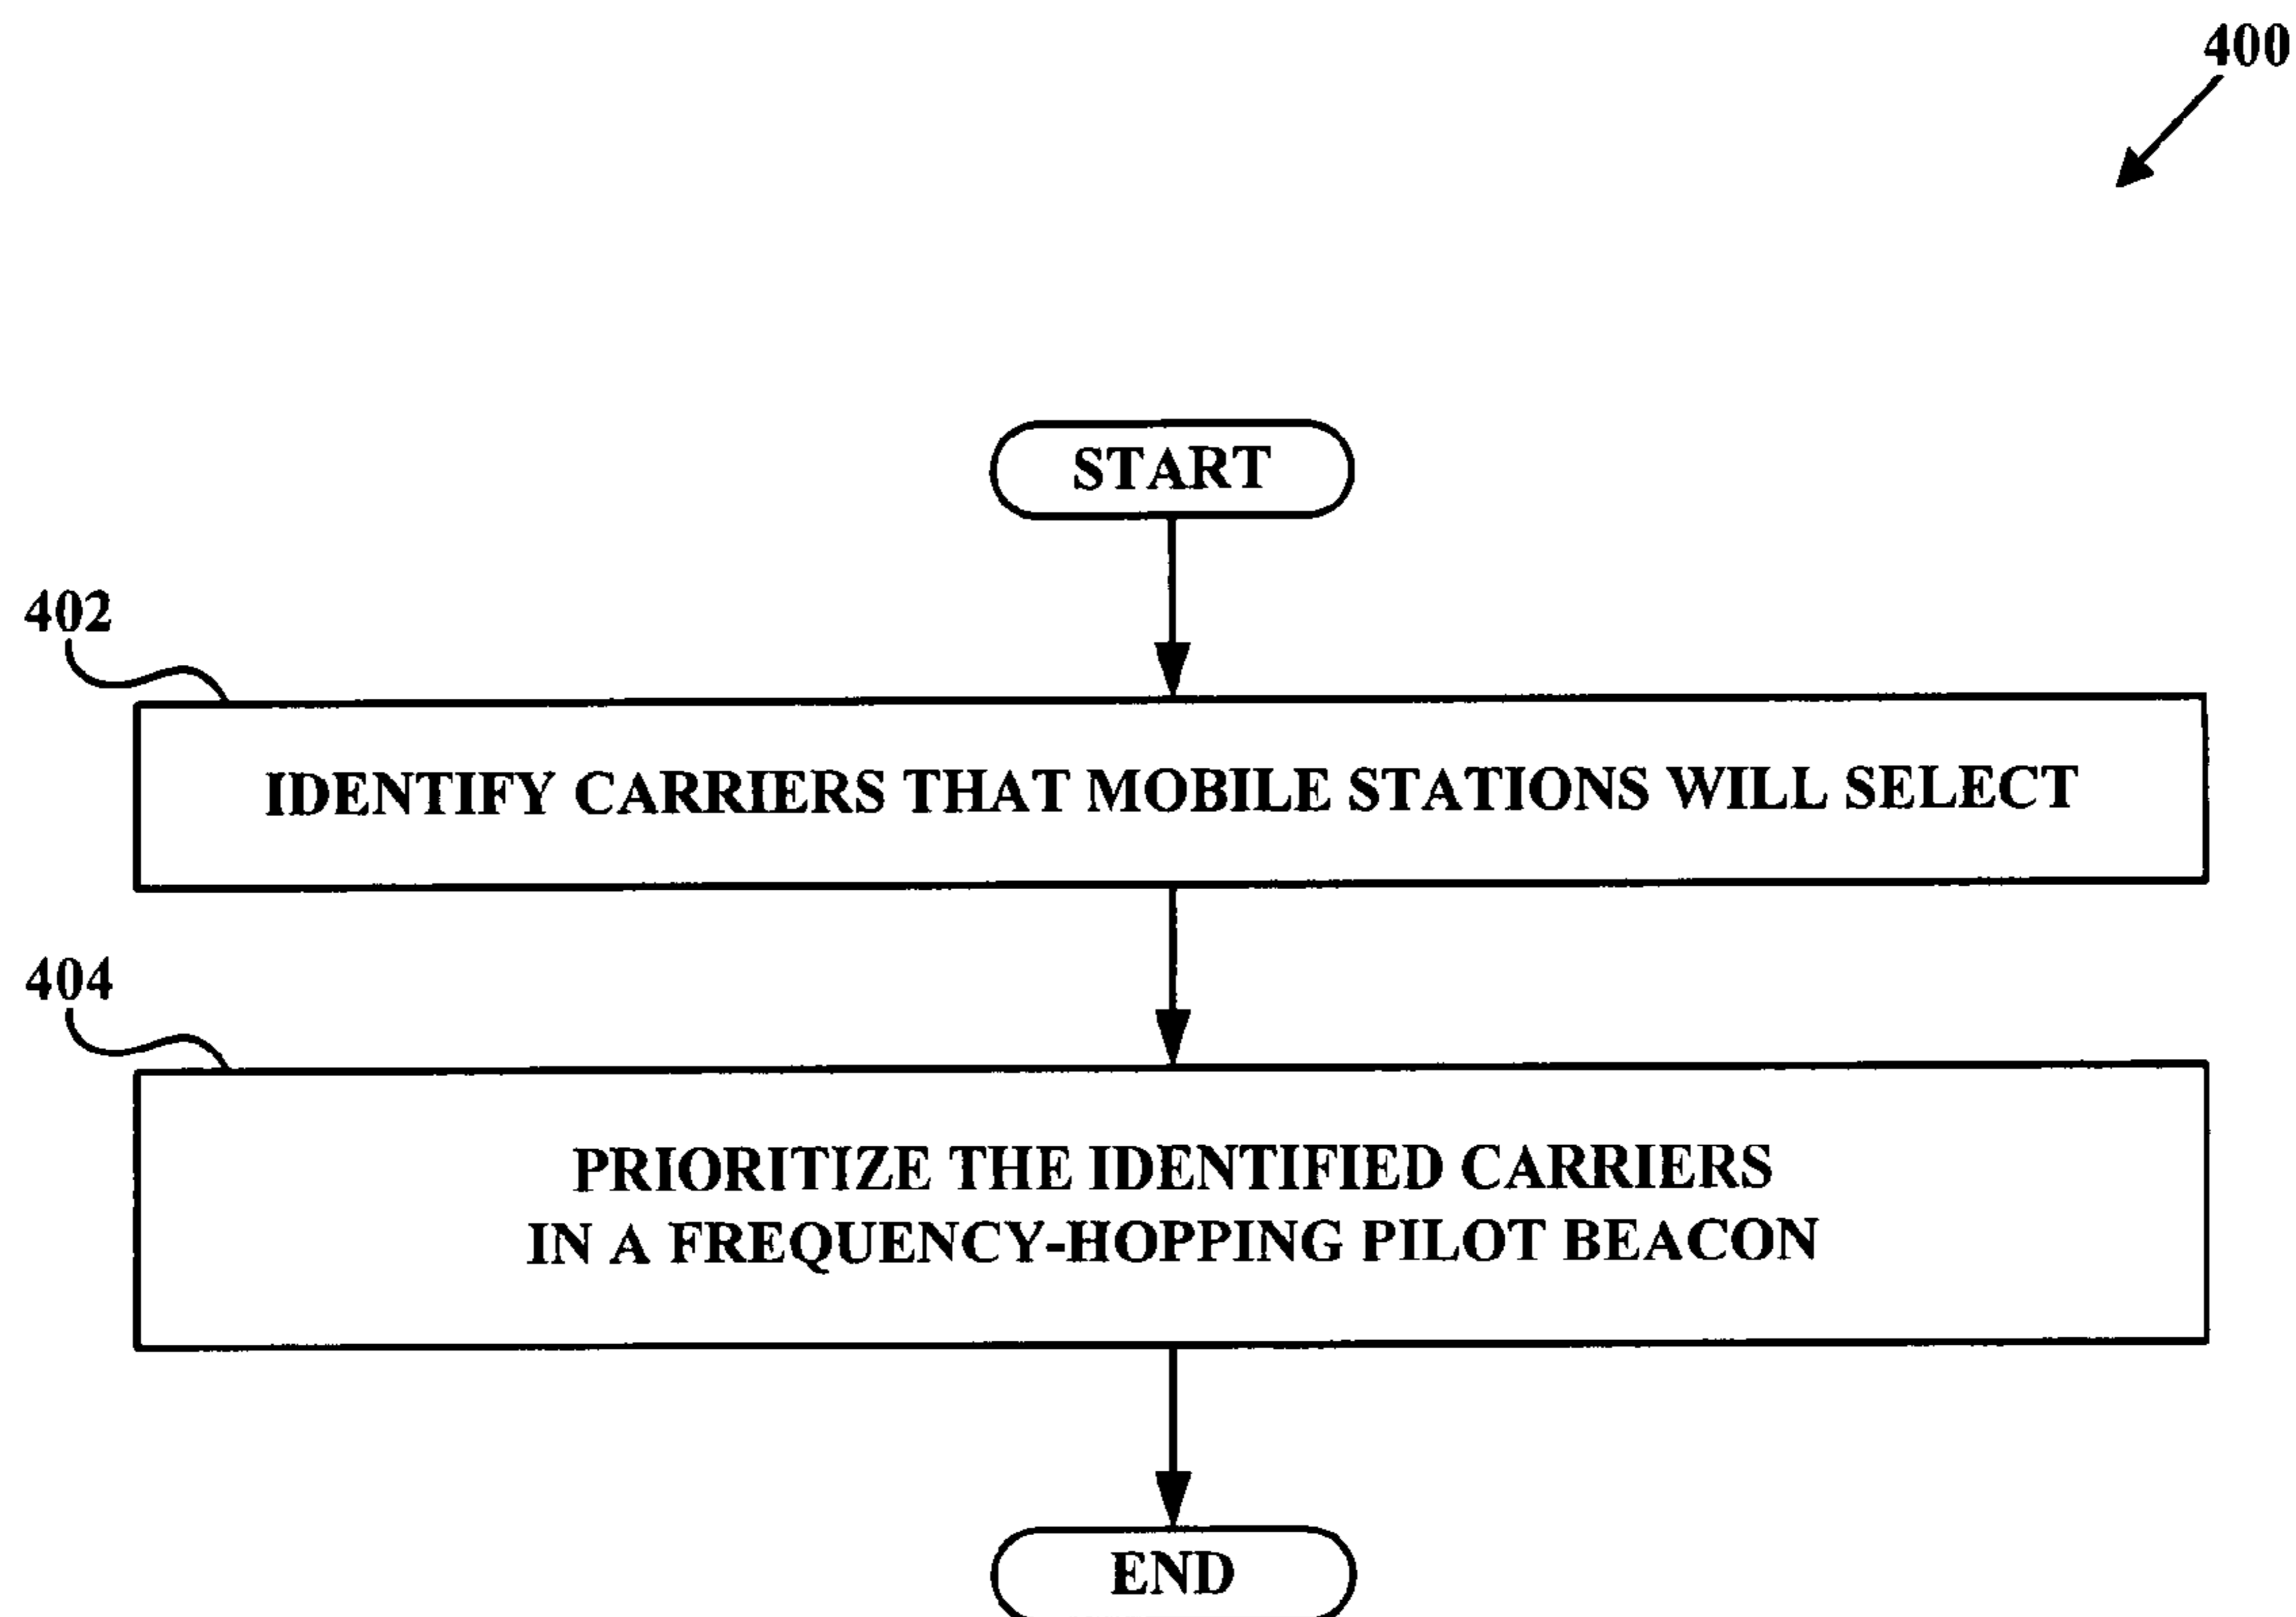 400
START
402
IDENTIFY CARRIERS THAT MOBILE STATIONS WILL SELECT
404
PRIORITIZE THE IDENTIFIED CARRIERS
IN A FREQUENCY-HOPPING PILOT BEACON
END